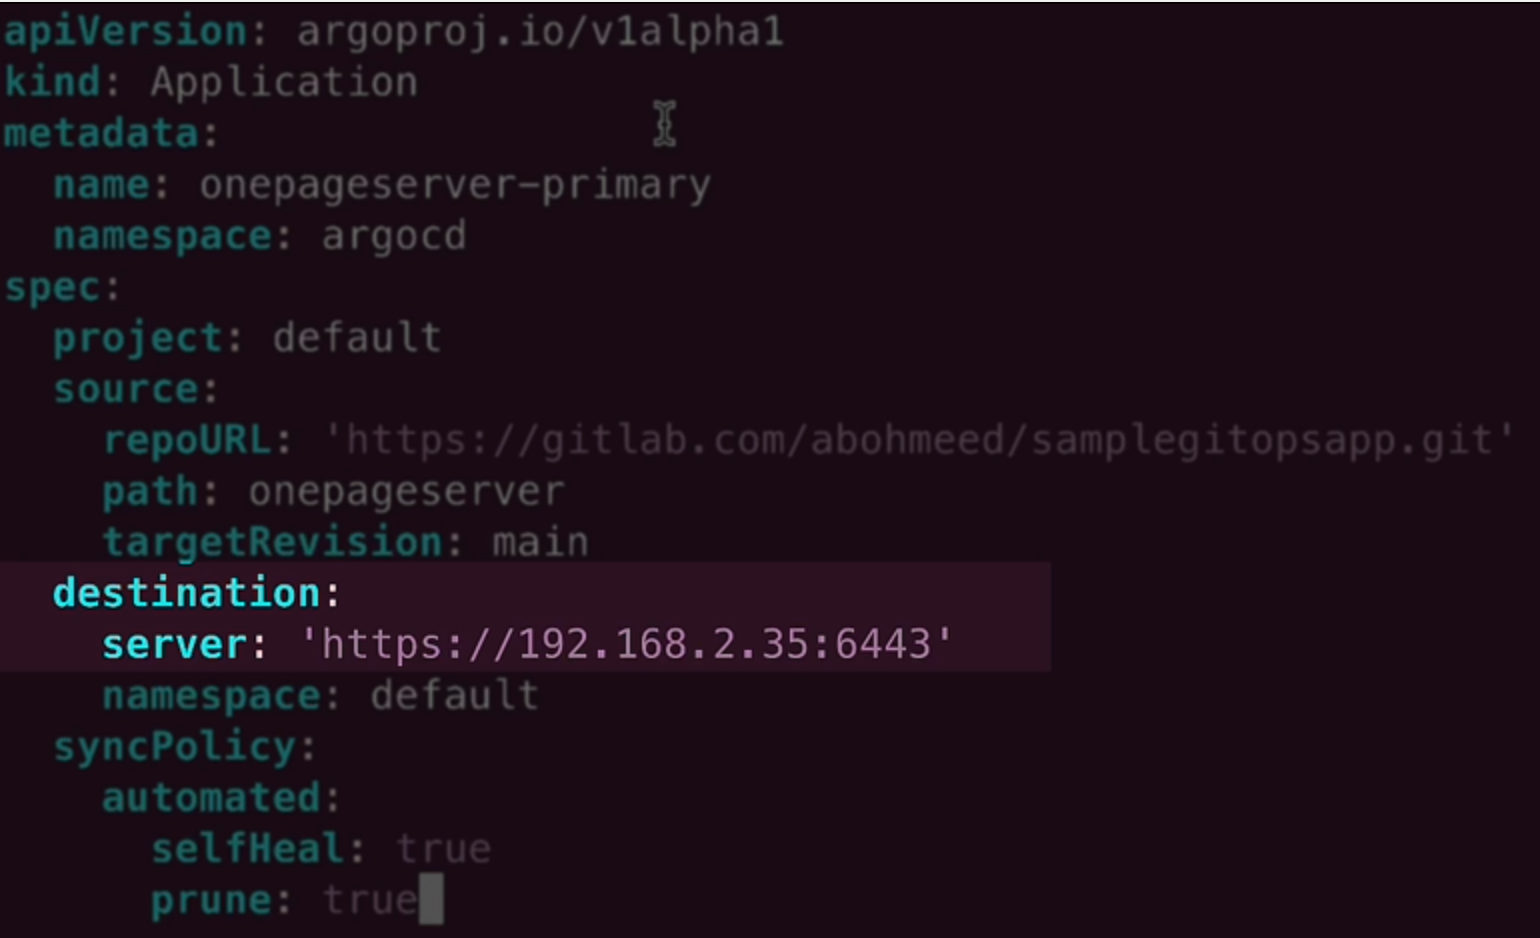 apiVersion: argoproj.io/v1alpha1
kind: Application
metadata:
  name: onepageserver-primary
  namespace: argocd
spec:
  project: default
  source:
    repoURL: 'https://gitlab.com/abohmeed/samplegitopsapp.git'
    path: onepageserver
    targetRevision: main
  destination:
    server: 'https://192.168.2.35:6443'
    namespace: default
  syncPolicy:
    automated:
      selfHeal: true
      prune: true